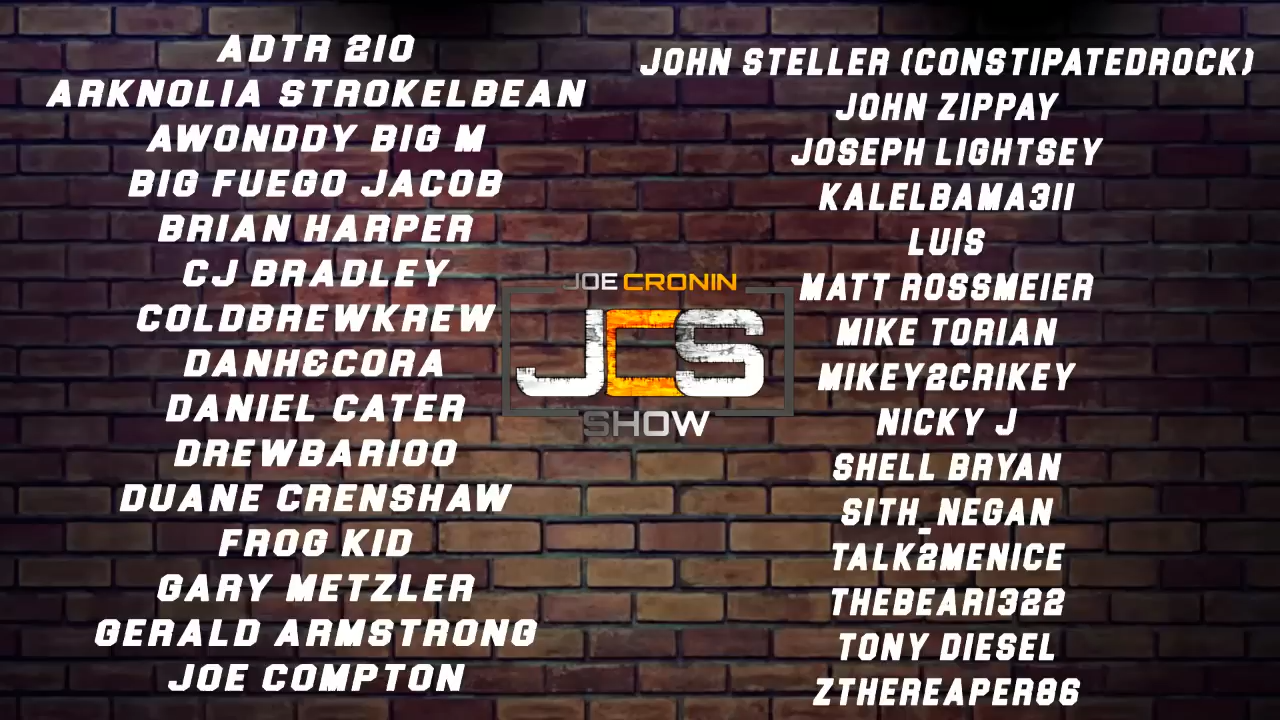 ADTR 210
ARKNOLIA STROKELBEAN
AWONDDY BIG M
BIG FUEGO JACOB
BRIAN HARPER
CJ BRADLEY
COLDBREWKREW
DANH&CORA
DANIEL CATER
DREWBAR100
DUANE CRENSHAW
FROG KID
GARY METZLER
GERALD ARMSTRONG
JOE COMPTON
JOE CRONIN
JCS
SHOW
JOHN STELLER (CONSTIPATEDROCK)
JOHN ZIPPAY
JOSEPH LIGHTSEY
KALELBAMA311
LUIS
MATT ROSSMEIER
MIKE TORIAN
MIKEY2CRIKEY
NICKY J
SHELL BRYAN
SITH_NEGAN
TALK2MENICE
THEBEAR1322
TONY DIESEL
ZTHEREAPER86